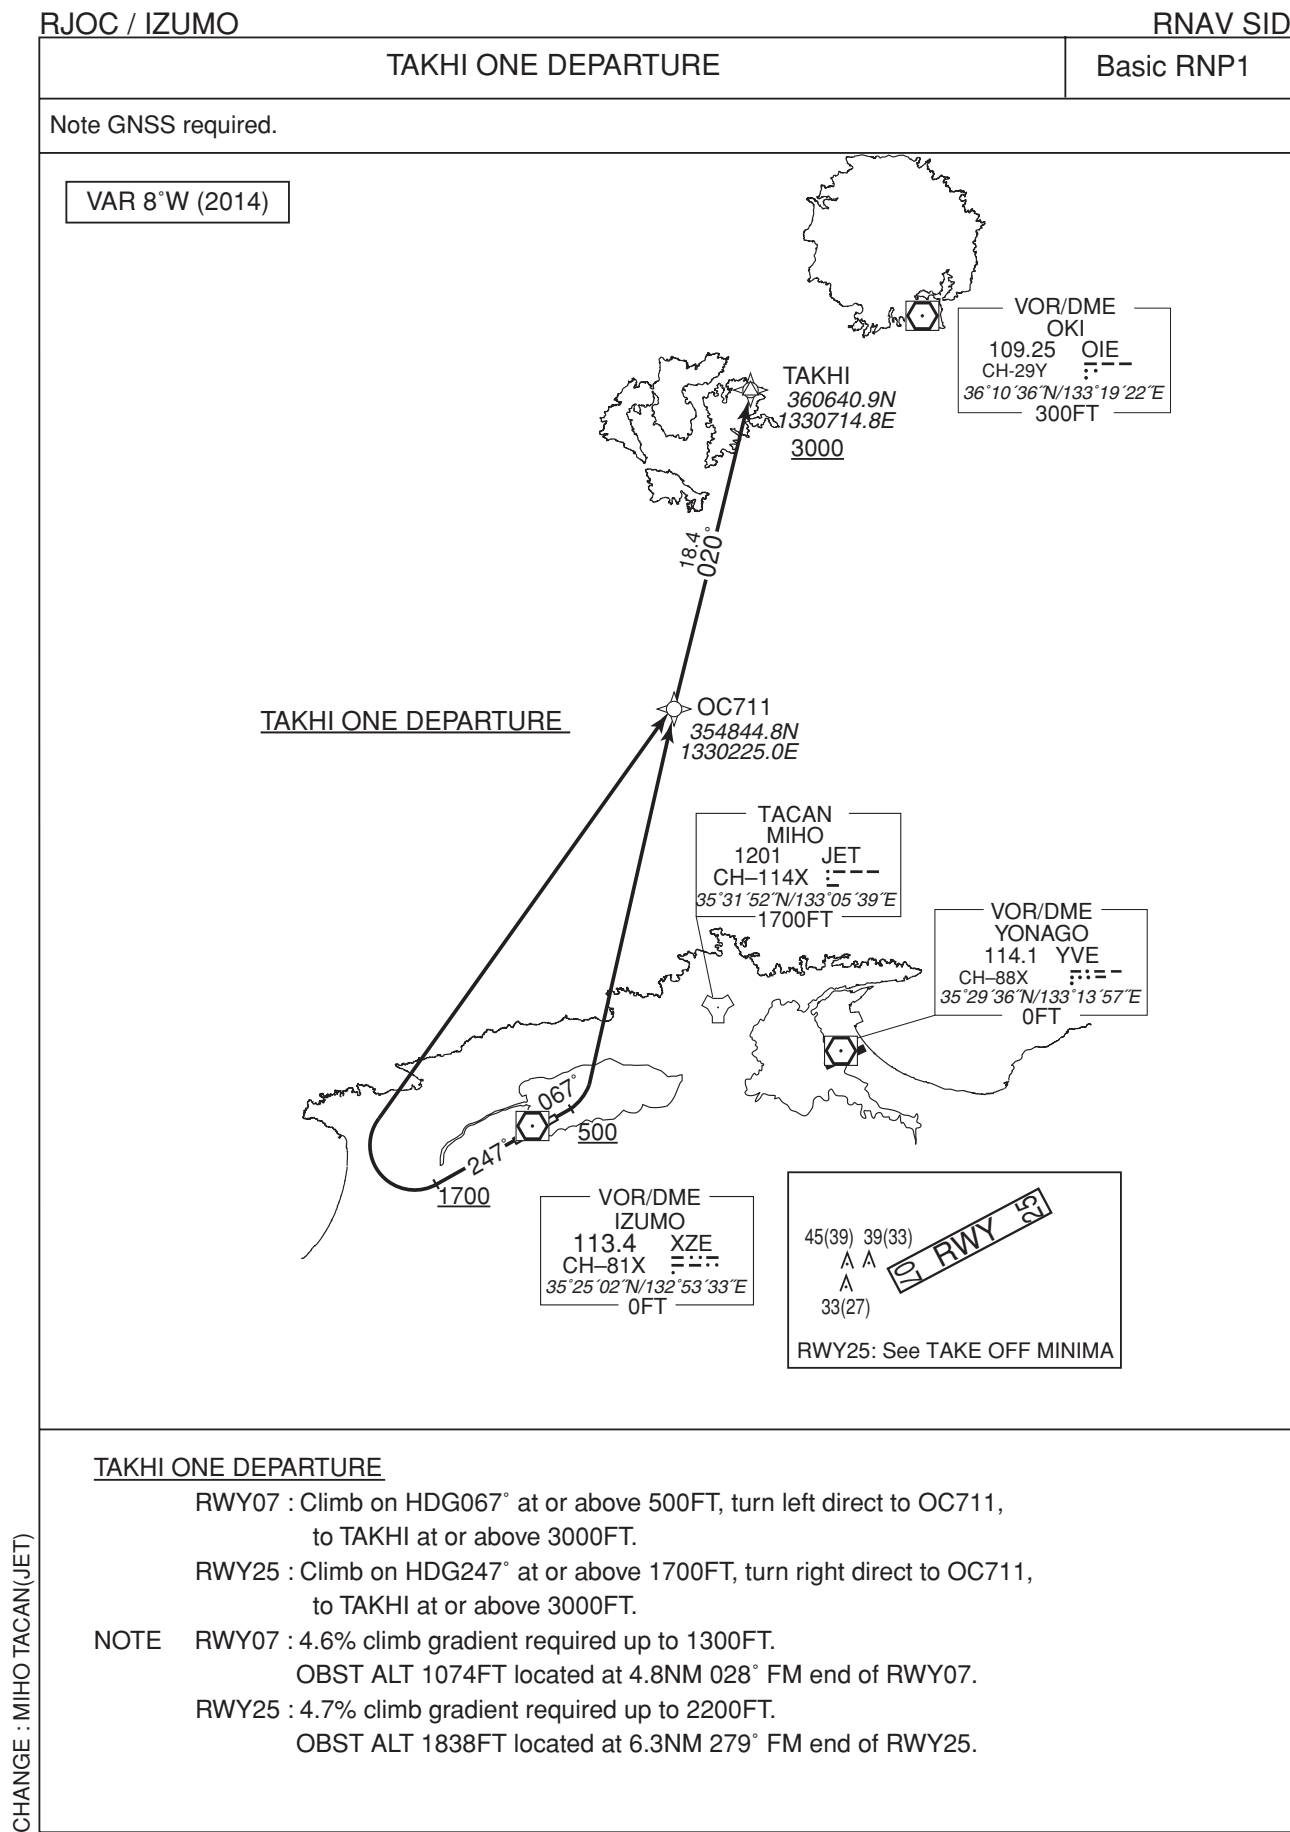 RJOC / IZUMO
RNAV SID
TAKHI ONE DEPARTURE
Basic RNP1
Note GNSS required.
VAR 8˚W (2014)
VOR/DME
OKI
109.25 OIE
CH-29Y
36˚10´36˝N/133˚19´22˝E
300FT
TAKHI
360640.9N
1330714.8E
3000
18.4
020˚
OC711
354844.8N
1330225.0E
TAKHI ONE DEPARTURE
TACAN
MIHO
1201 JET
CH–114X
35˚31´52˝N/133˚05´39˝E
1700FT
VOR/DME
YONAGO
114.1 YVE
CH–88X
35˚29´36˝N/133˚13´57˝E
0FT
067˚
500
247˚
1700
VOR/DME
IZUMO
113.4 XZE
CH–81X
35˚25´02˝N/132˚53´33˝E
0FT
45(39) 39(33)
33(27)
07 RWY 25
RWY25: See TAKE OFF MINIMA
TAKHI ONE DEPARTURE
RWY07 : Climb on HDG067˚ at or above 500FT, turn left direct to OC711,
to TAKHI at or above 3000FT.
RWY25 : Climb on HDG247˚ at or above 1700FT, turn right direct to OC711,
to TAKHI at or above 3000FT.
NOTE RWY07 : 4.6% climb gradient required up to 1300FT.
OBST ALT 1074FT located at 4.8NM 028˚ FM end of RWY07.
RWY25 : 4.7% climb gradient required up to 2200FT.
OBST ALT 1838FT located at 6.3NM 279˚ FM end of RWY25.
CHANGE : MIHO TACAN(JET)